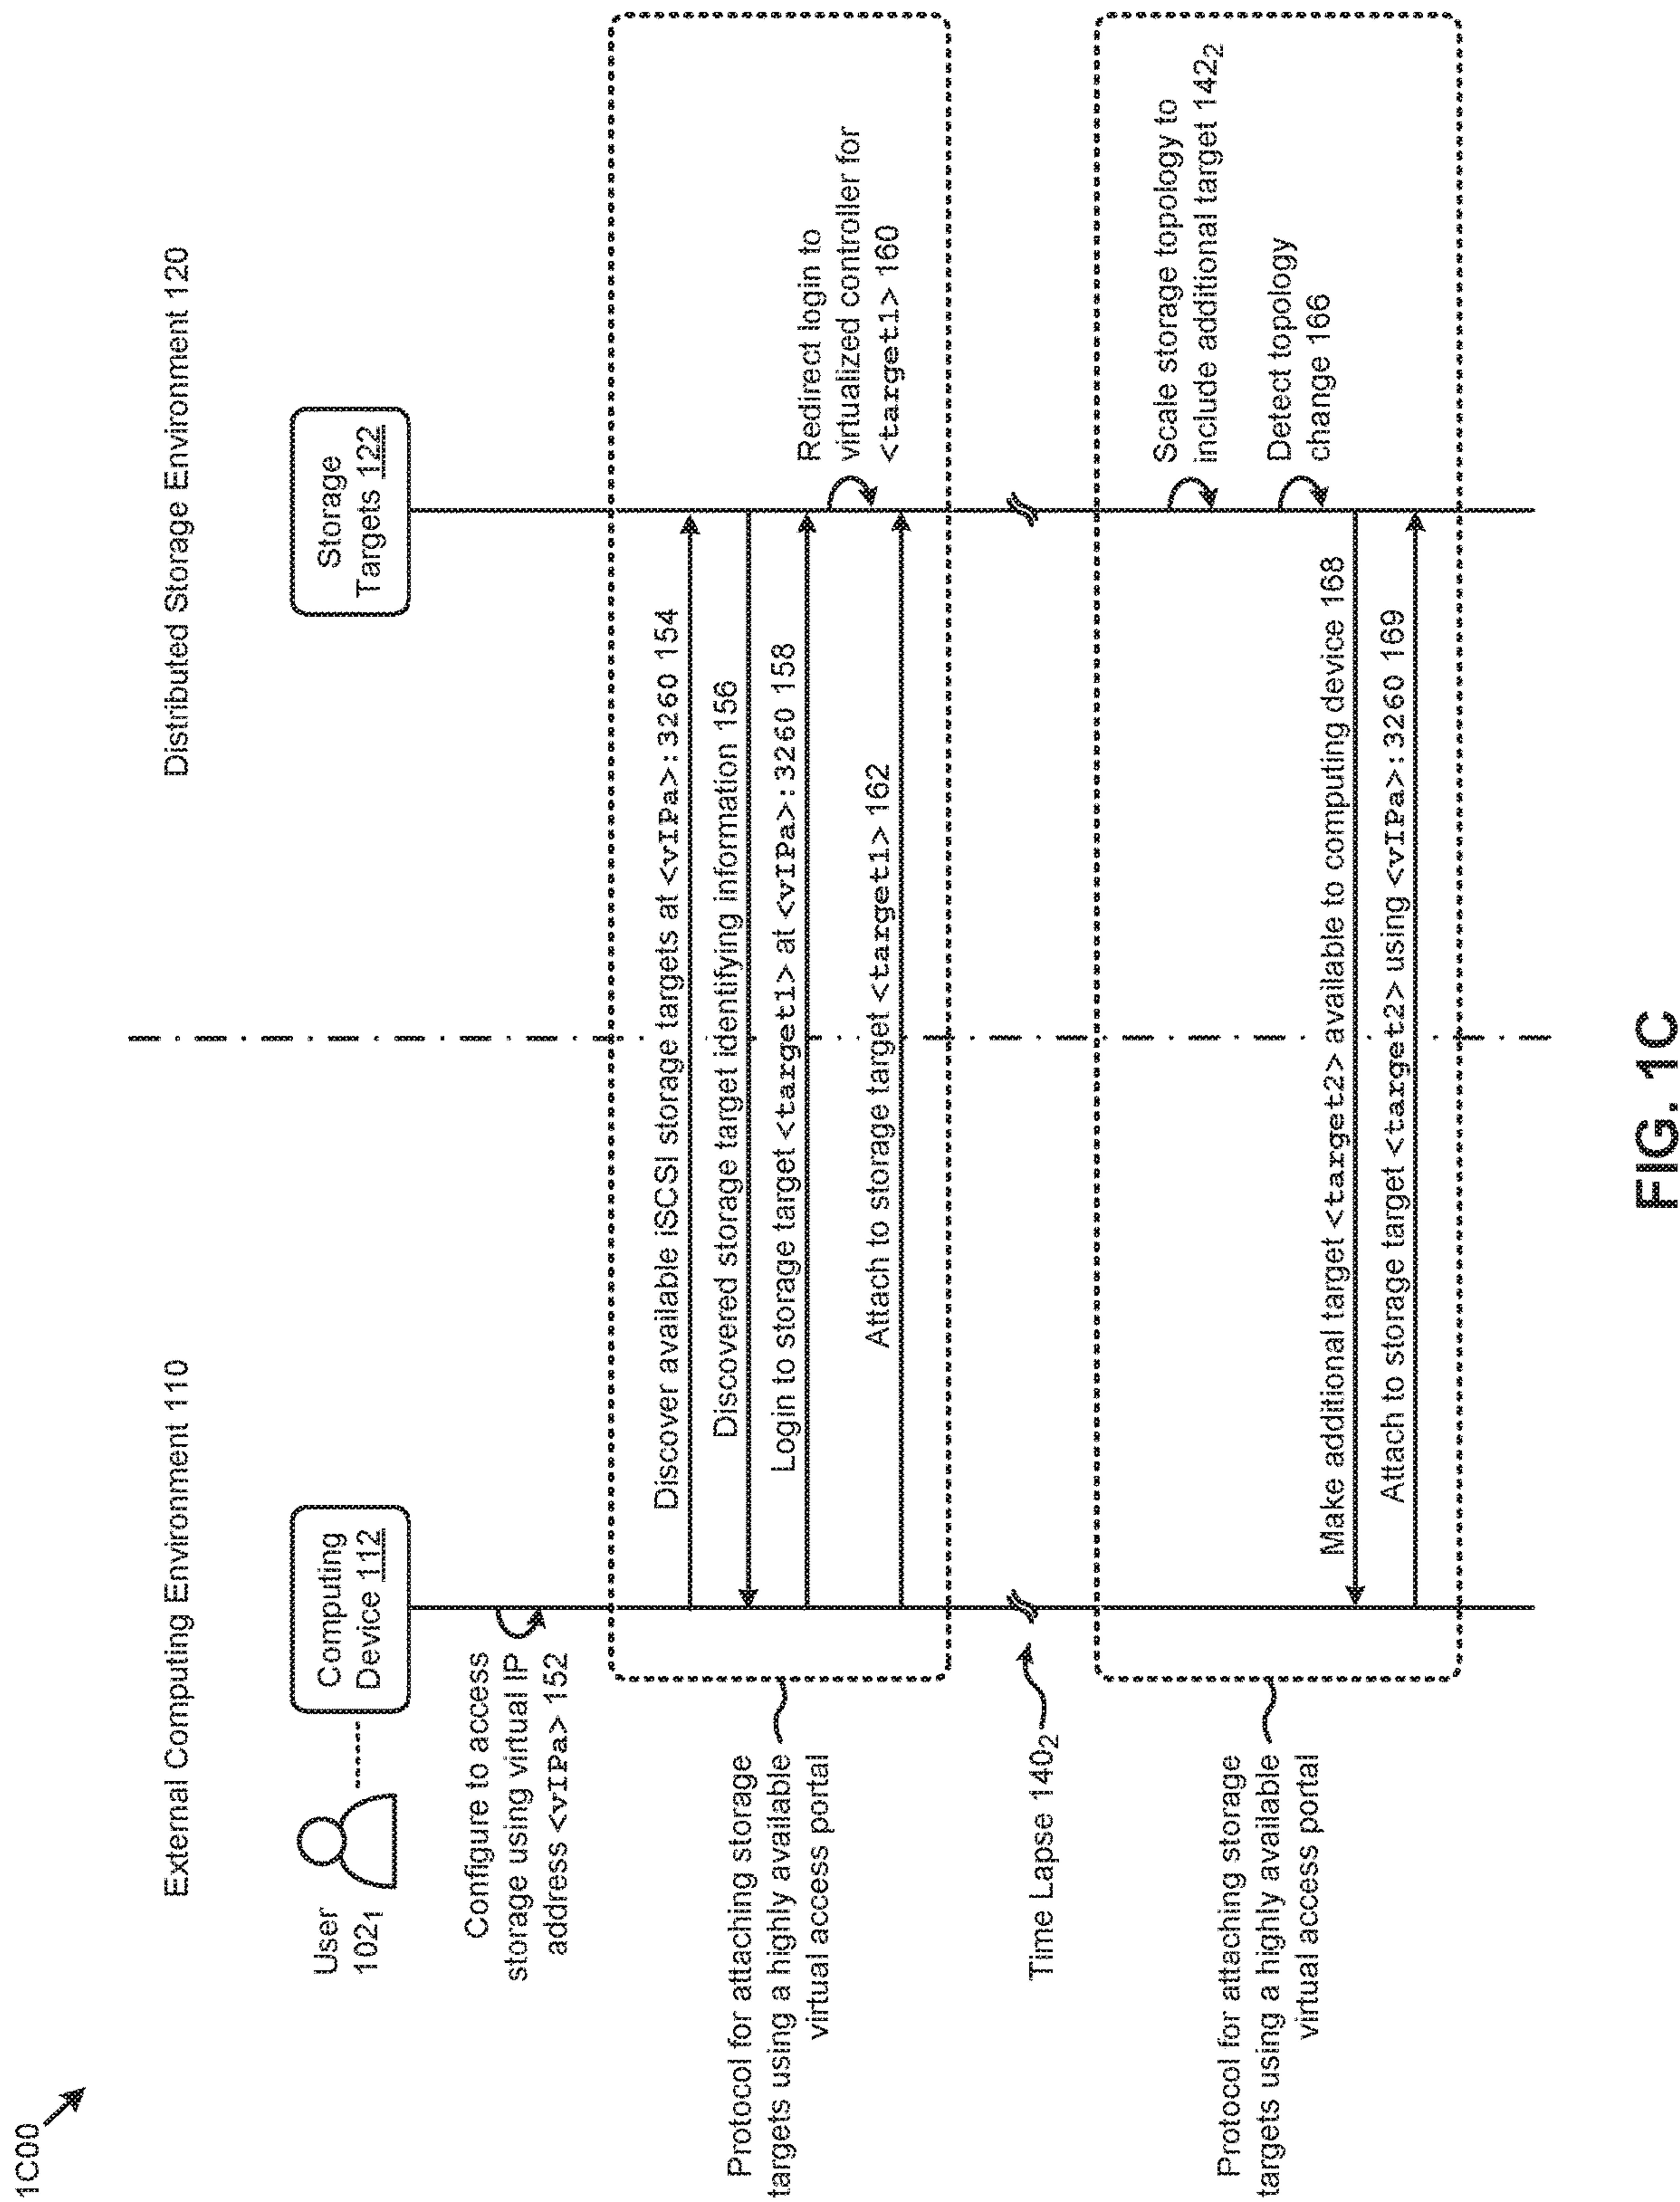 1C00
External Computing Environment 110
Distributed Storage Environment 120
User
102₁
Computing
Device 112
Storage
Targets 122
Configure to access
storage using virtual IP
address <vIPa> 152
Discover available iSCSI storage targets at <vIPa>:3260 154
Discovered storage target identifying information 156
Login to storage target <target1> at <vIPa>:3260 158
Redirect login to
virtualized controller for
<target1> 160
Attach to storage target <target1> 162
Protocol for attaching storage
targets using a highly available
virtual access portal
Time Lapse 140₂
Scale storage topology to
include additional target 142₂
Detect topology
change 166
Make additional target <target2> available to computing device 168
Attach to storage target <target2> using <vIPa>:3260 169
Protocol for attaching storage
targets using a highly available
virtual access portal
FIG. 1C